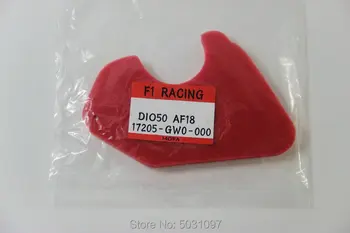 F1 RACING
DIO50 AF18
17205-GW0-000
Store No: 5031097